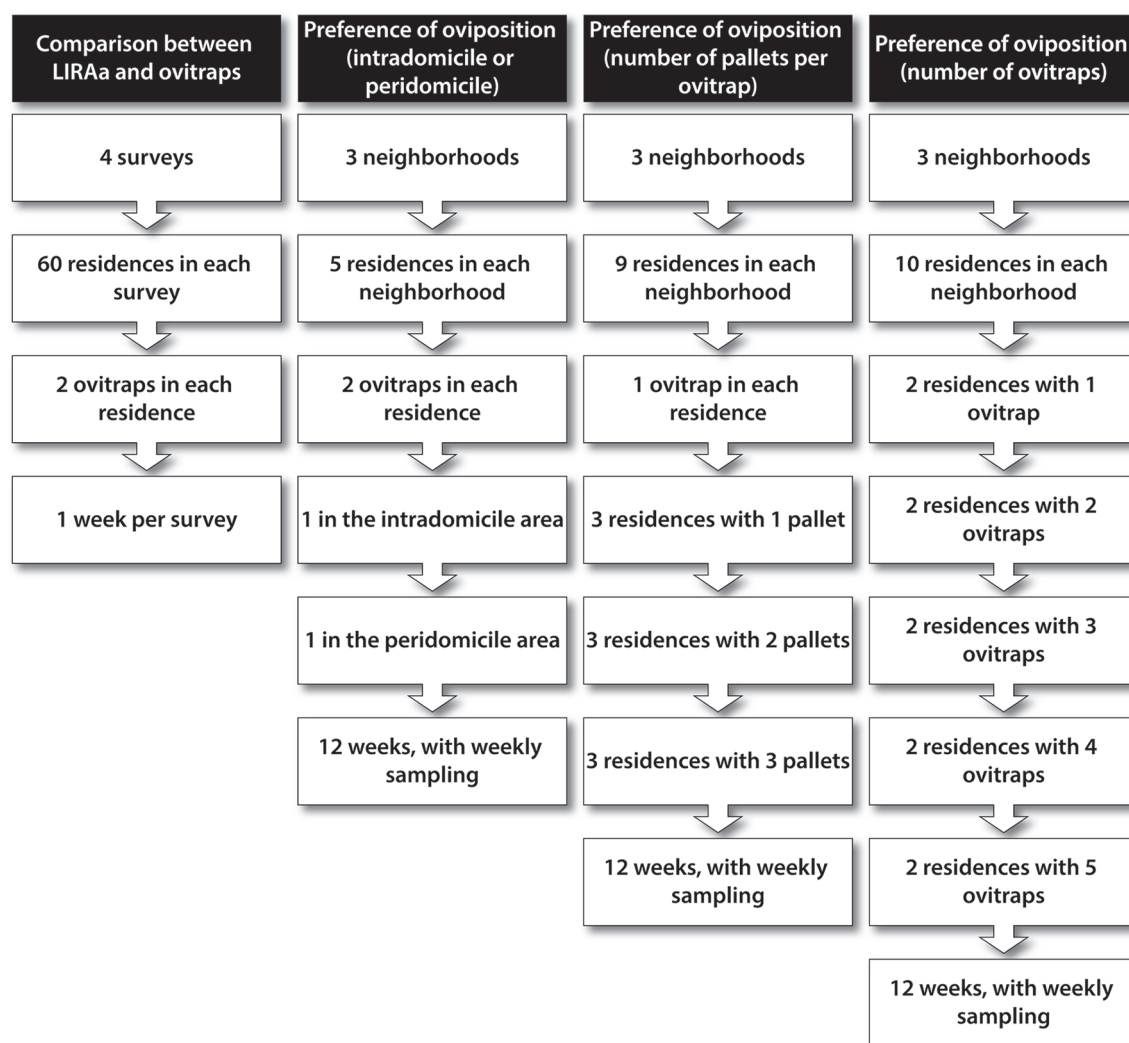 Comparison between
LIRAa and ovitraps
4 surveys
60 residences in each
survey
2 ovitraps in each
residence
1 week per survey
Preference of oviposition
(intradomicile or
peridomicile)
3 neighborhoods
5 residences in each
neighborhood
2 ovitraps in each
residence
1 in the intradomicile area
1 in the peridomicile area
12 weeks, with weekly
sampling
Preference of oviposition
(number of pallets per
ovitrap)
3 neighborhoods
9 residences in each
neighborhood
1 ovitrap in each
residence
3 residences with 1 pallet
3 residences with 2 pallets
3 residences with 3 pallets
12 weeks, with weekly
sampling
Preference of oviposition
(number of ovitraps)
3 neighborhoods
10 residences in each
neighborhood
2 residences with 1
ovitrap
2 residences with 2
ovitraps
2 residences with 3
ovitraps
2 residences with 4
ovitraps
2 residences with 5
ovitraps
12 weeks, with weekly
sampling